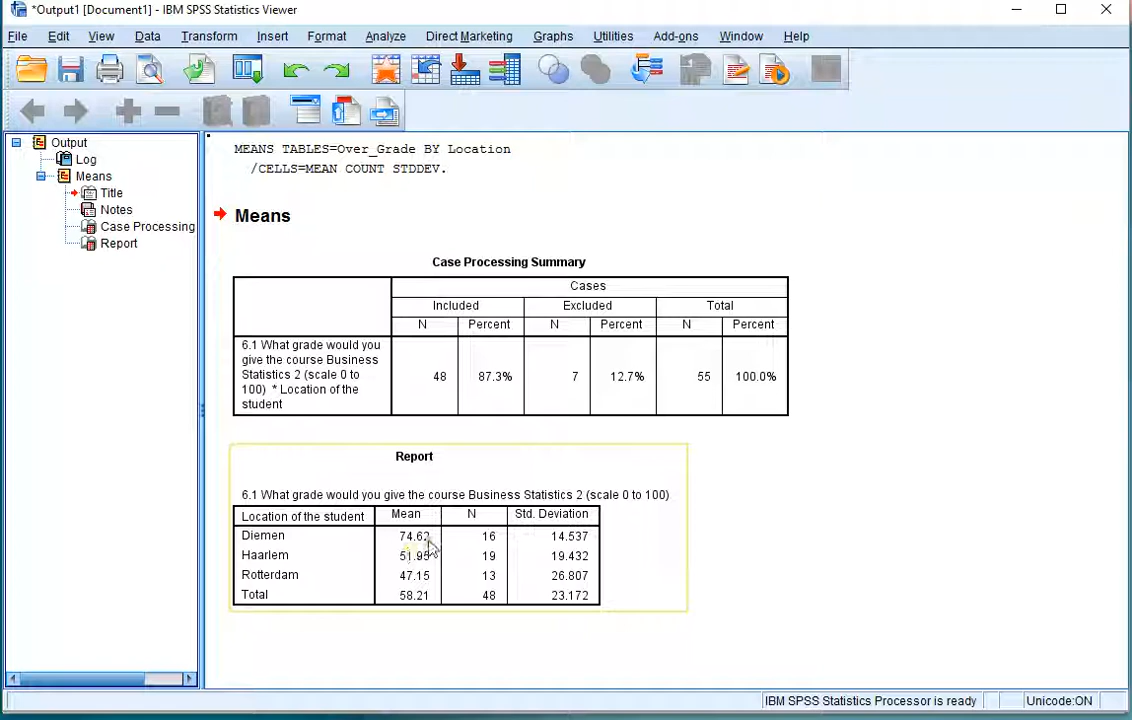 *Output1 [Document1] - IBM SPSS Statistics Viewer
File Edit View Data Transform Insert Format Analyze Direct Marketing Graphs Utilities Add-ons Window Help
Output
Log
Means
Title
Notes
Case Processing
Report
MEANS TABLES=Over_Grade BY Location
/CELLS=MEAN COUNT STDDEV.
Means
Case Processing Summary
Cases
Included Excluded Total
N Percent N Percent N Percent
6.1 What grade would you
give the course Business
Statistics 2 (scale 0 to
100) * Location of the
student
48 87.3% 7 12.7% 55 100.0%
Report
6.1 What grade would you give the course Business Statistics 2 (scale 0 to 100)
Location of the student Mean N Std. Deviation
Diemen 74.62 16 14.537
Haarlem 51.95 19 19.432
Rotterdam 47.15 13 26.807
Total 58.21 48 23.172
IBM SPSS Statistics Processor is ready Unicode:ON